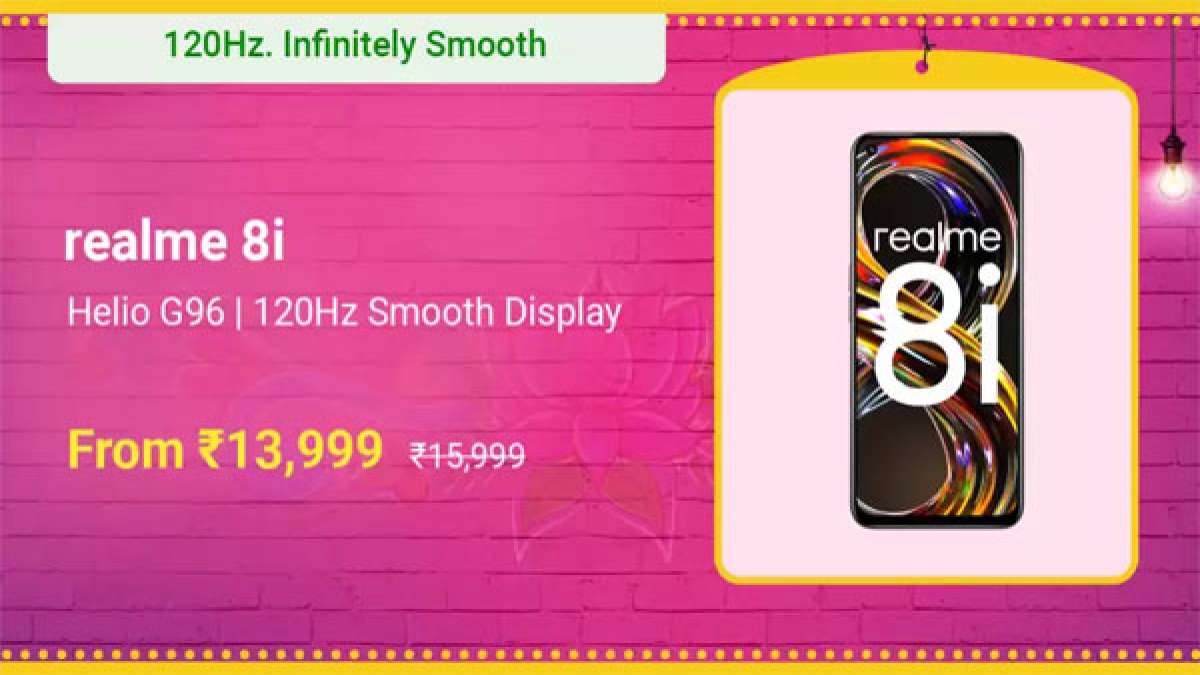 120Hz. Infinitely Smooth
realme 8i
Helio G96 | 120Hz Smooth Display
From ₹13,999 ₹15,999
realme
8i